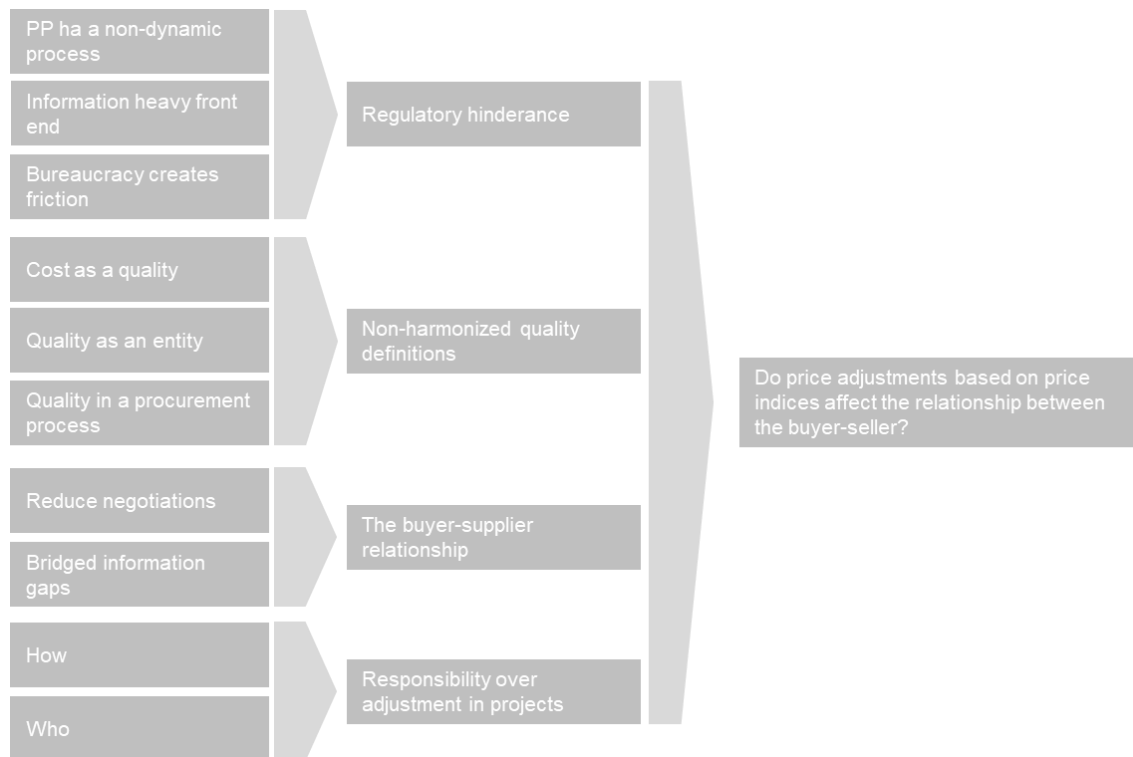 PP ha a non-dynamic
process
Information heavy front
end
Bureaucracy creates
friction
Regulatory hinderance
Cost as a quality
Quality as an entity
Quality in a procurement
process
Non-harmonized quality
definitions
Reduce negotiations
Bridged information
gaps
The buyer-supplier
relationship
How
Who
Responsibility over
adjustment in projects
Do price adjustments based on price
indices affect the relationship between
the buyer-seller?